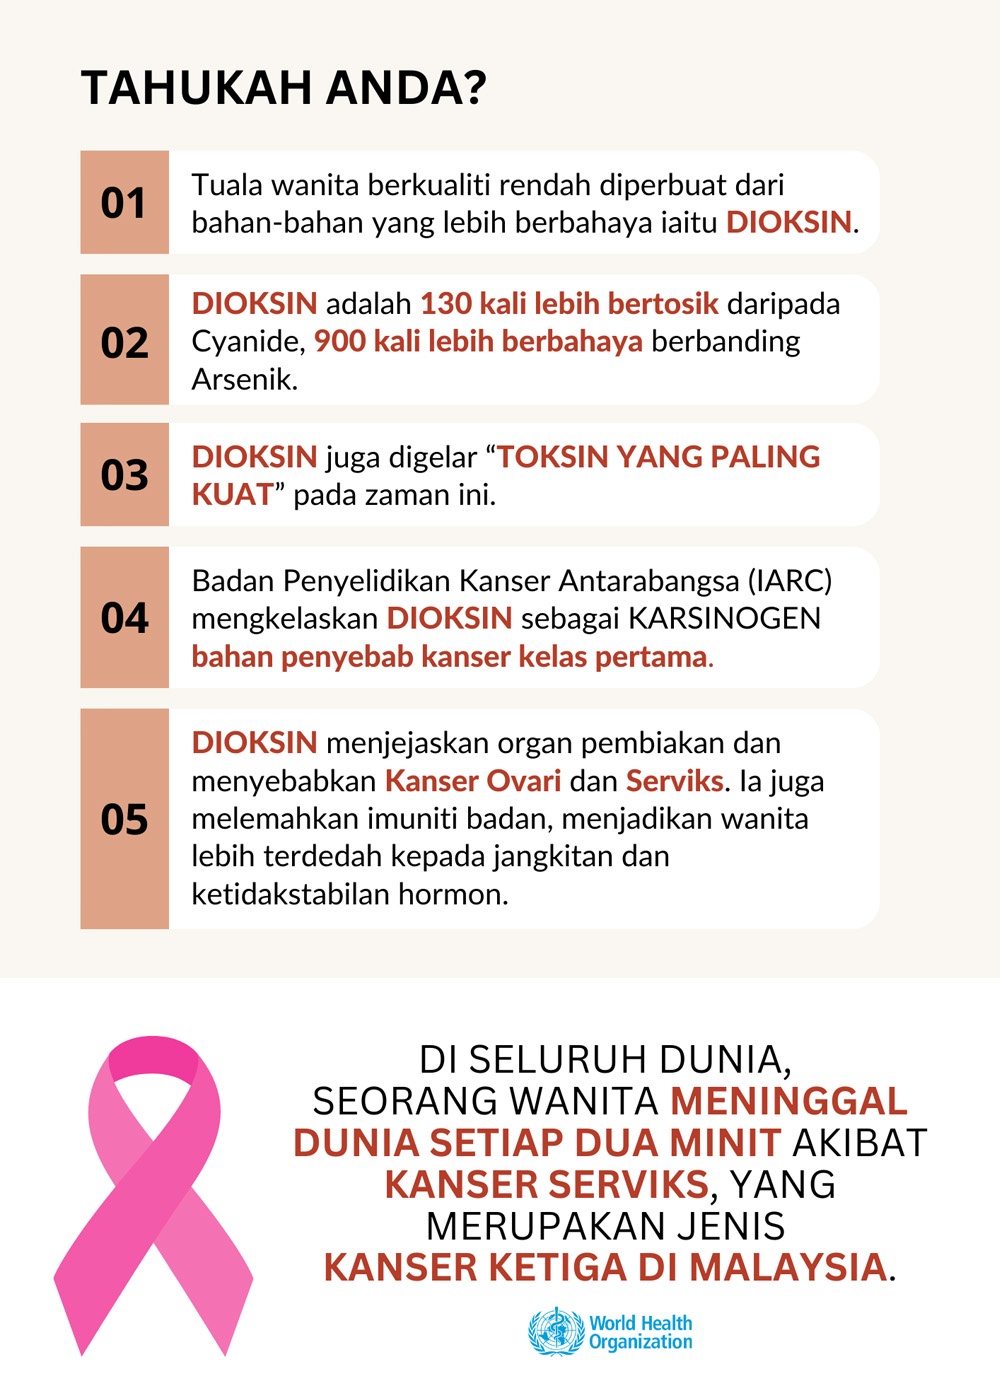 TAHUKAH ANDA?
01
Tuala wanita berkualiti rendah diperbuat dari
bahan-bahan yang lebih berbahaya iaitu DIOKSIN.
02
DIOKSIN adalah 130 kali lebih bertosik daripada
Cyanide, 900 kali lebih berbahaya berbanding
Arsenik.
03
DIOKSIN juga digelar “TOKSIN YANG PALING
KUAT” pada zaman ini.
04
Badan Penyelidikan Kanser Antarabangsa (IARC)
mengkelaskan DIOKSIN sebagai KARSINOGEN
bahan penyebab kanser kelas pertama.
05
DIOKSIN menjejaskan organ pembiakan dan
menyebabkan Kanser Ovari dan Serviks. Ia juga
melemahkan imuniti badan, menjadikan wanita
lebih terdedah kepada jangkitan dan
ketidakstabilan hormon.
DI SELURUH DUNIA,
SEORANG WANITA MENINGGAL
DUNIA SETIAP DUA MINIT AKIBAT
KANSER SERVIKS, YANG
MERUPAKAN JENIS
KANSER KETIGA DI MALAYSIA.
World Health
Organization